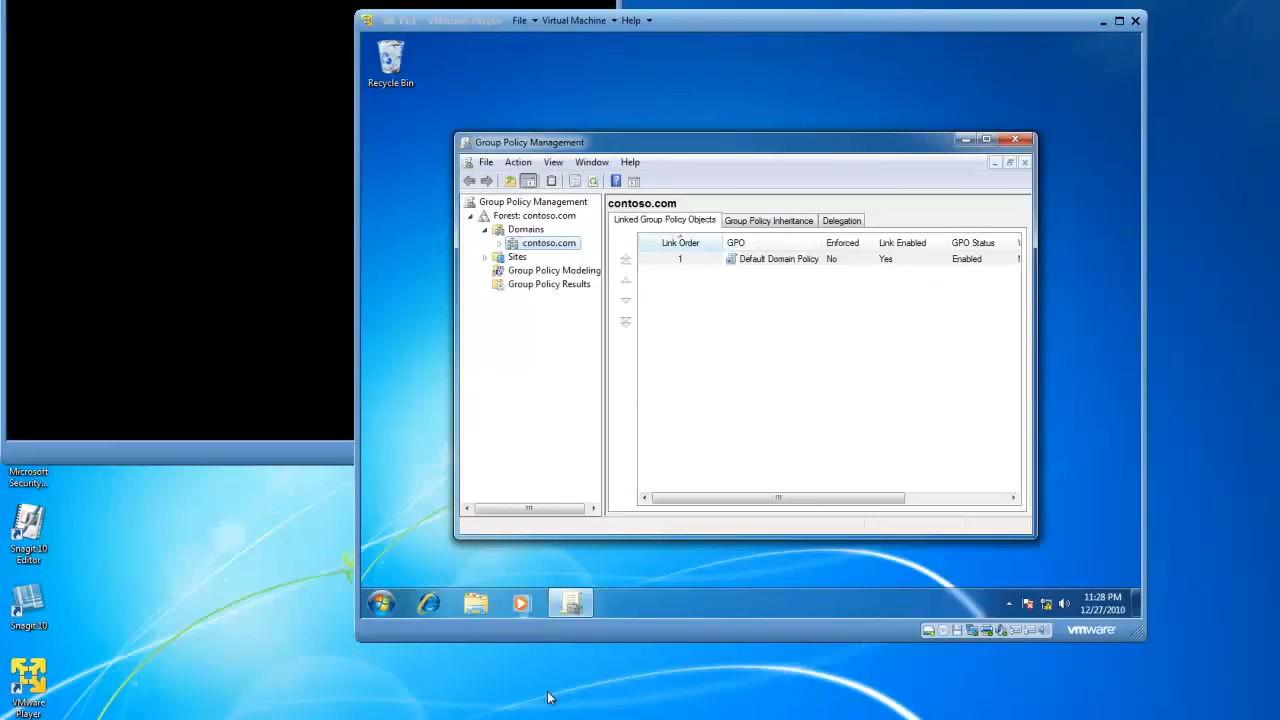 VMware Player File Virtual Machine Help
Recycle Bin
Group Policy Management
File Action View Window Help
Group Policy Management
Forest: contoso.com
Domains
contoso.com
Sites
Group Policy Modeling
Group Policy Results
contoso.com
Linked Group Policy Objects Group Policy Inheritance Delegation
Link Order GPO Enforced Link Enabled GPO Status
1 Default Domain Policy No Yes Enabled
11:28 PM
12/27/2010
vmware
Microsoft
Security...
Snagit 10
Editor
Snagit 10
VMware
Player